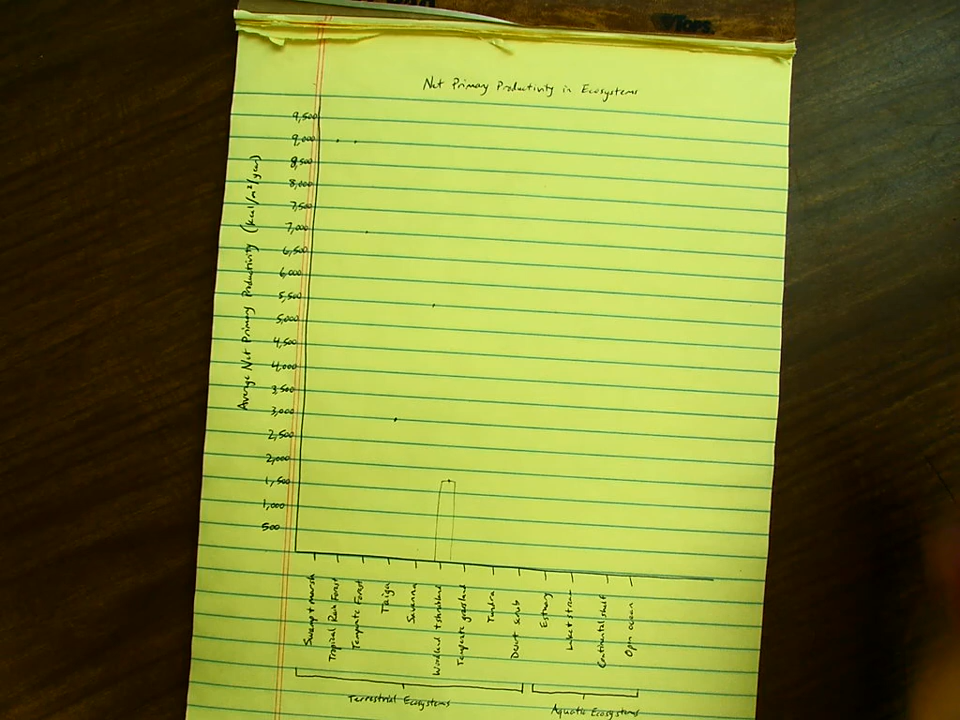 Tops
Net Primary Productivity in Ecosystems
Average Net Primary Productivity (kcal/m²/year)
9,500
9,000
8,500
8,000
7,500
7,000
6,500
6,000
5,500
5,000
4,500
4,000
3,500
3,000
2,500
2,000
1,500
1,000
500
Swamp + marsh
Tropical Rain Forest
Temperate Forest
Taiga
Savanna
Woodland + shrubland
Temperate grassland
Tundra
Desert scrub
Estuary
Lake + stream
Continental shelf
Open ocean
Terrestrial Ecosystems
Aquatic Ecosystems